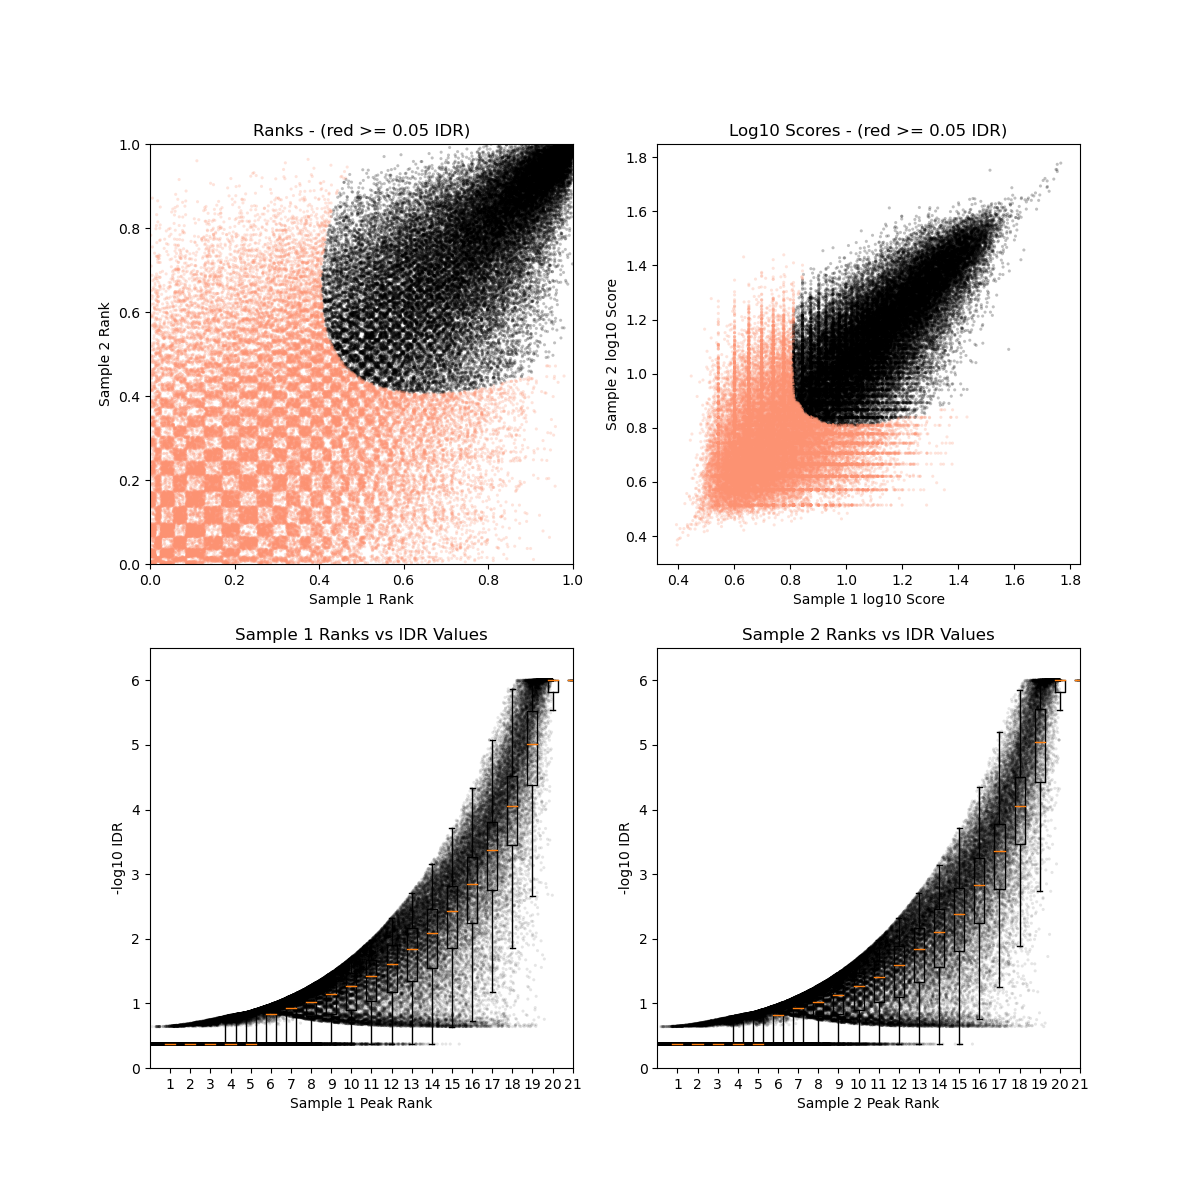 Ranks - (red >= 0.05 IDR)
Sample 2 Rank
1.0
0.8
0.6
0.4
0.2
0.0
0.0 0.2 0.4 0.6 0.8 1.0
Sample 1 Rank
Log10 Scores - (red >= 0.05 IDR)
Sample 2 log10 Score
1.8
1.6
1.4
1.2
1.0
0.8
0.6
0.4
0.4 0.6 0.8 1.0 1.2 1.4 1.6 1.8
Sample 1 log10 Score
Sample 1 Ranks vs IDR Values
-log10 IDR
6
5
4
3
2
1
0
1 2 3 4 5 6 7 8 9 10 11 12 13 14 15 16 17 18 19 20 21
Sample 1 Peak Rank
Sample 2 Ranks vs IDR Values
-log10 IDR
6
5
4
3
2
1
0
1 2 3 4 5 6 7 8 9 10 11 12 13 14 15 16 17 18 19 20 21
Sample 2 Peak Rank